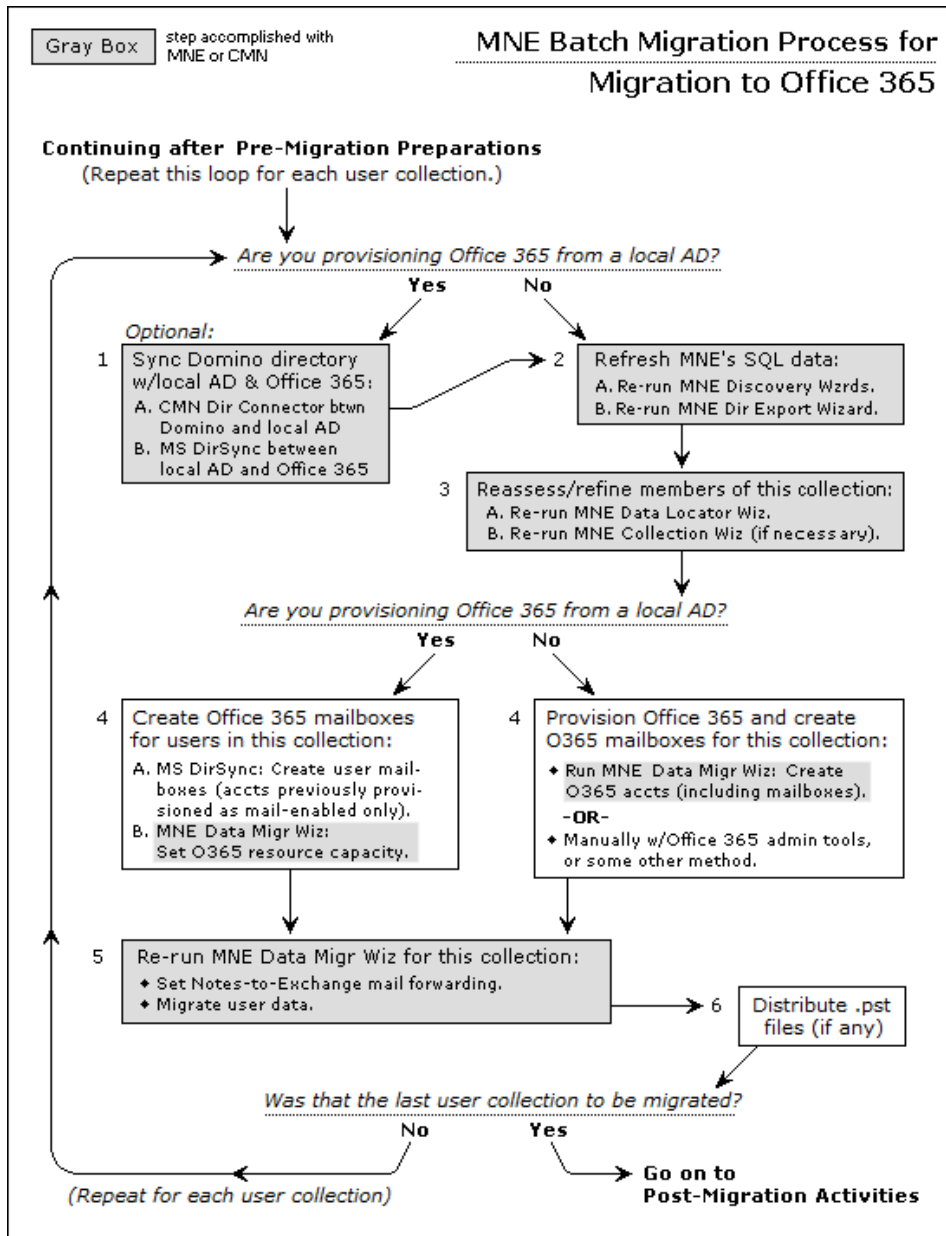 Gray Box
step accomplished with
MNE or CMN
MNE Batch Migration Process for
Migration to Office 365
Continuing after Pre-Migration Preparations
(Repeat this loop for each user collection.)
Are you provisioning Office 365 from a local AD?
Yes
No
Optional:
1
Sync Domino directory
w/local AD & Office 365:
A. CMN Dir Connector btwn
Domino and local AD
B. MS DirSync between
local AD and Office 365
2
Refresh MNE's SQL data:
A. Re-run MNE Discovery Wzrds.
B. Re-run MNE Dir Export Wizard.
3
Reassess/refine members of this collection:
A. Re-run MNE Data Locator Wiz.
B. Re-run MNE Collection Wiz (if necessary).
Are you provisioning Office 365 from a local AD?
Yes
No
4
Create Office 365 mailboxes
for users in this collection:
A. MS DirSync: Create user mail-
boxes (accts previously provi-
sioned as mail-enabled only).
B. MNE Data Migr Wiz:
Set O365 resource capacity.
4
Provision Office 365 and create
O365 mailboxes for this collection:
♦ Run MNE Data Migr Wiz: Create
O365 accts (including mailboxes).
-OR-
♦ Manually w/Office 365 admin tools,
or some other method.
5
Re-run MNE Data Migr Wiz for this collection:
♦ Set Notes-to-Exchange mail forwarding.
♦ Migrate user data.
6
Distribute .pst
files (if any)
Was that the last user collection to be migrated?
No
Yes
(Repeat for each user collection)
Go on to
Post-Migration Activities